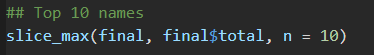 ## Top 10 names
slice_max(final, final$total, n = 10)